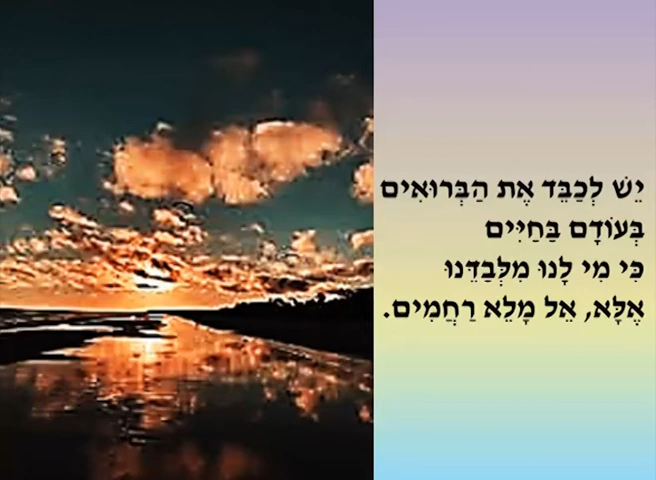 יֵשׁ לְכַבֵּד אֶת הַבְּרוּאִים
בְּעוֹדָם בַּחַיִּים
כִּי מִי לָנוּ מִלְּבַדֵּנוּ
אֶלָּא, אֵל מָלֵא רַחֲמִים.